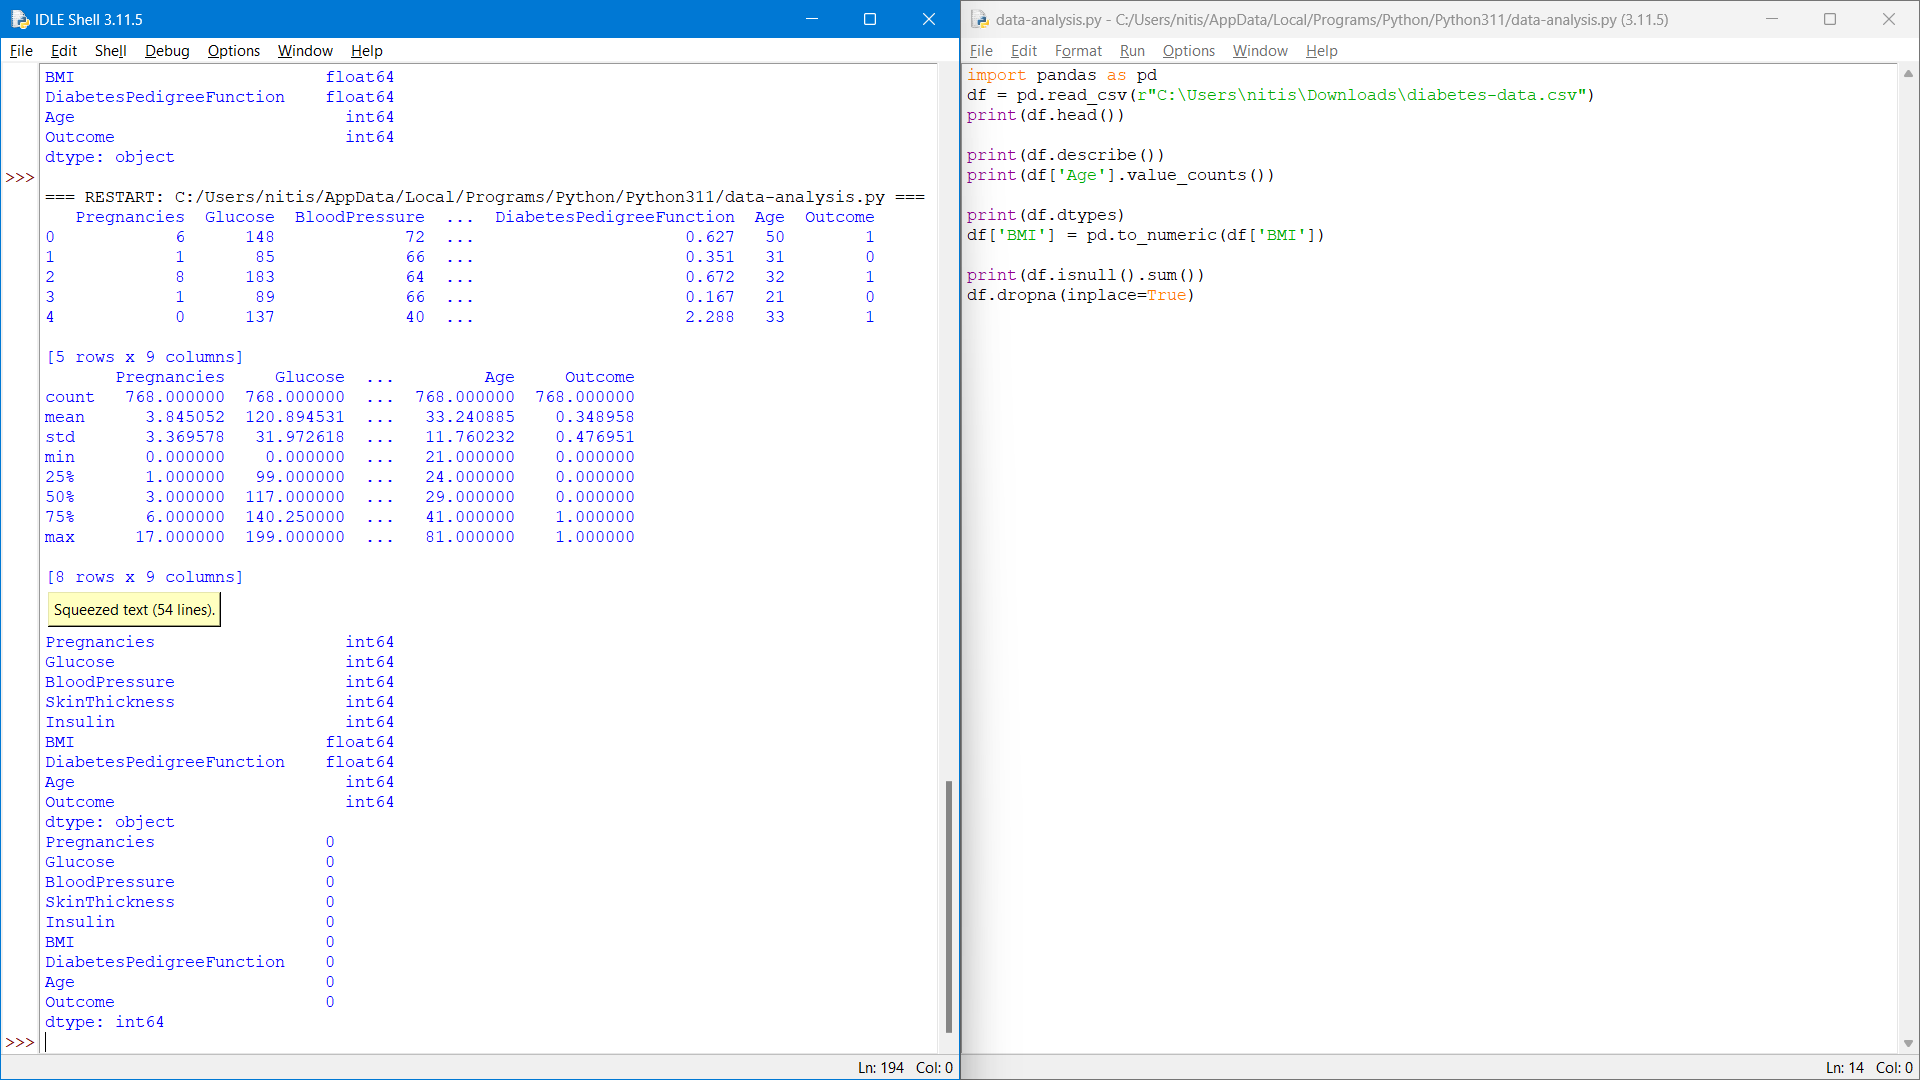 IDLE Shell 3.11.5
File Edit Shell Debug Options Window Help
BMI                         float64
DiabetesPedigreeFunction    float64
Age                           int64
Outcome                       int64
dtype: object
>>>
=== RESTART: C:/Users/nitis/AppData/Local/Programs/Python/Python311/data-analysis.py ===
   Pregnancies  Glucose  BloodPressure  ...  DiabetesPedigreeFunction  Age  Outcome
0            6      148             72  ...                     0.627   50        1
1            1       85             66  ...                     0.351   31        0
2            8      183             64  ...                     0.672   32        1
3            1       89             66  ...                     0.167   21        0
4            0      137             40  ...                     2.288   33        1
[5 rows x 9 columns]
       Pregnancies     Glucose  ...         Age     Outcome
count   768.000000  768.000000  ...  768.000000  768.000000
mean      3.845052  120.894531  ...   33.240885    0.348958
std       3.369578   31.972618  ...   11.760232    0.476951
min       0.000000    0.000000  ...   21.000000    0.000000
25%       1.000000   99.000000  ...   24.000000    0.000000
50%       3.000000  117.000000  ...   29.000000    0.000000
75%       6.000000  140.250000  ...   41.000000    1.000000
max      17.000000  199.000000  ...   81.000000    1.000000
[8 rows x 9 columns]
Squeezed text (54 lines).
Pregnancies                   int64
Glucose                       int64
BloodPressure                 int64
SkinThickness                 int64
Insulin                       int64
BMI                         float64
DiabetesPedigreeFunction    float64
Age                           int64
Outcome                       int64
dtype: object
Pregnancies                 0
Glucose                     0
BloodPressure               0
SkinThickness               0
Insulin                     0
BMI                         0
DiabetesPedigreeFunction    0
Age                         0
Outcome                     0
dtype: int64
>>>
Ln: 194 Col: 0
data-analysis.py - C:/Users/nitis/AppData/Local/Programs/Python/Python311/data-analysis.py (3.11.5)
File Edit Format Run Options Window Help
import pandas as pd
df = pd.read_csv(r"C:\Users\nitis\Downloads\diabetes-data.csv")
print(df.head())
print(df.describe())
print(df['Age'].value_counts())
print(df.dtypes)
df['BMI'] = pd.to_numeric(df['BMI'])
print(df.isnull().sum())
df.dropna(inplace=True)
Ln: 14 Col: 0